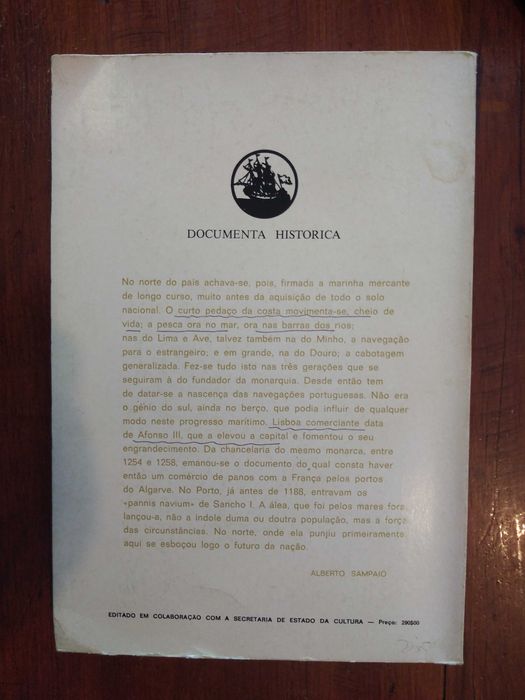 DOCUMENTA HISTORICA
No norte do país achava-se, pois, firmada a marinha mercante
de longo curso, muito antes da aquisição de todo o solo
nacional. O curto pedaço da costa movimenta-se, cheio de
vida; a pesca ora no mar, ora nas barras dos rios;
nas do Lima e Ave, talvez também na do Minho, a navegação
para o estrangeiro; e em grande, na do Douro; a cabotagem
generalizada. Fez-se tudo isto nas três gerações que se
seguiram à do fundador da monarquia. Desde então tem
de datar-se a nascença das navegações portuguesas. Não era
o génio do sul, ainda no berço, que podia influir de qualquer
modo neste progresso marítimo. Lisboa comerciante data
de Afonso III, que a elevou a capital e fomentou o seu
engrandecimento. Da chancelaria do mesmo monarca, entre
1254 e 1258, emanou-se o documento do qual consta haver
então um comércio de panos com a França pelos portos
do Algarve. No Porto, já antes de 1188, entravam os
«pannis navium» de Sancho I. A álea, que foi pelos mares fora,
lançou-a, não a índole duma ou doutra população, mas a força
das circunstâncias. No norte, onde ela punjiu primeiramente,
aqui se esboçou logo o futuro da nação.
ALBERTO SAMPAIO
EDITADO EM COLABORAÇÃO COM A SECRETARIA DE ESTADO DA CULTURA — Preço: 290$00